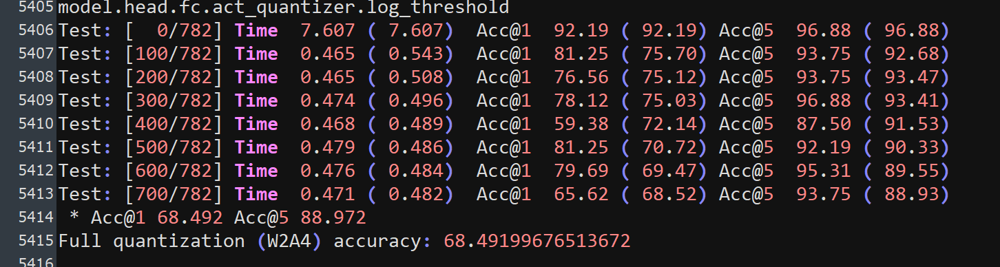 5405 model.head.fc.act_quantizer.log_threshold
5406 Test: [  0/782] Time  7.607 ( 7.607)  Acc@1  92.19 ( 92.19) Acc@5  96.88 ( 96.88)
5407 Test: [100/782] Time  0.465 ( 0.543)  Acc@1  81.25 ( 75.70) Acc@5  93.75 ( 92.68)
5408 Test: [200/782] Time  0.465 ( 0.508)  Acc@1  76.56 ( 75.12) Acc@5  93.75 ( 93.47)
5409 Test: [300/782] Time  0.474 ( 0.496)  Acc@1  78.12 ( 75.03) Acc@5  96.88 ( 93.41)
5410 Test: [400/782] Time  0.468 ( 0.489)  Acc@1  59.38 ( 72.14) Acc@5  87.50 ( 91.53)
5411 Test: [500/782] Time  0.479 ( 0.486)  Acc@1  81.25 ( 70.72) Acc@5  92.19 ( 90.33)
5412 Test: [600/782] Time  0.476 ( 0.484)  Acc@1  79.69 ( 69.47) Acc@5  95.31 ( 89.55)
5413 Test: [700/782] Time  0.471 ( 0.482)  Acc@1  65.62 ( 68.52) Acc@5  93.75 ( 88.93)
5414  * Acc@1 68.492 Acc@5 88.972
5415 Full quantization (W2A4) accuracy: 68.49199676513672
5416